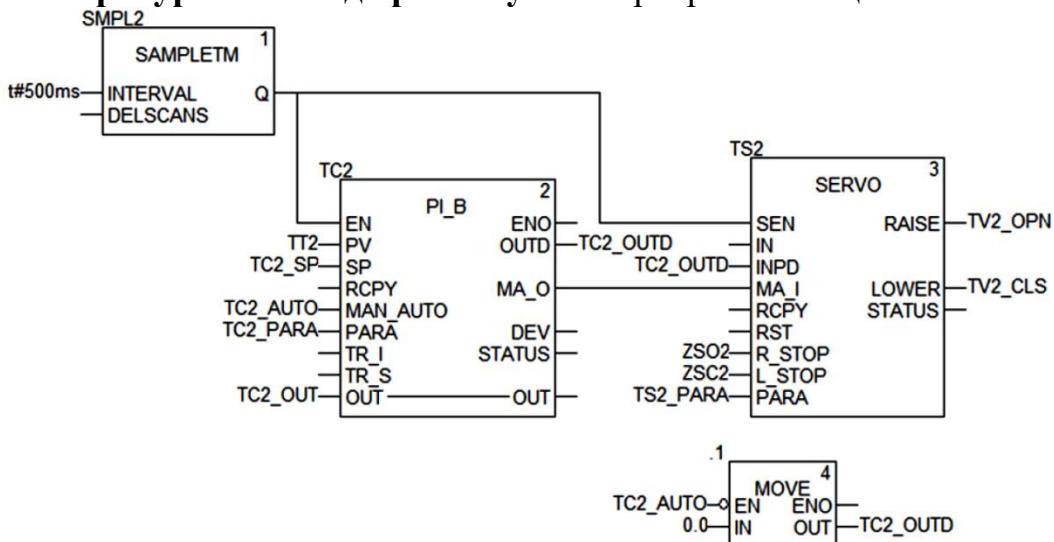 SMPL2
1
SAMPLETM
t#500ms INTERVAL Q
DELSCANS
TC2
2
PI_B
EN ENO
TT2 PV OUTD TC2_OUTD
TC2_SP SP
RCPY MA_O
TC2_AUTO MAN_AUTO
TC2_PARA PARA DEV
TR_I STATUS
TR_S
TC2_OUT OUT OUT
TS2
3
SERVO
SEN RAISE TV2_OPN
IN
TC2_OUTD INPD
MA_I LOWER TV2_CLS
RCPY STATUS
RST
ZSO2 R_STOP
ZSC2 L_STOP
TS2_PARA PARA
.1
4
MOVE
TC2_AUTO EN ENO
0.0 IN OUT TC2_OUTD